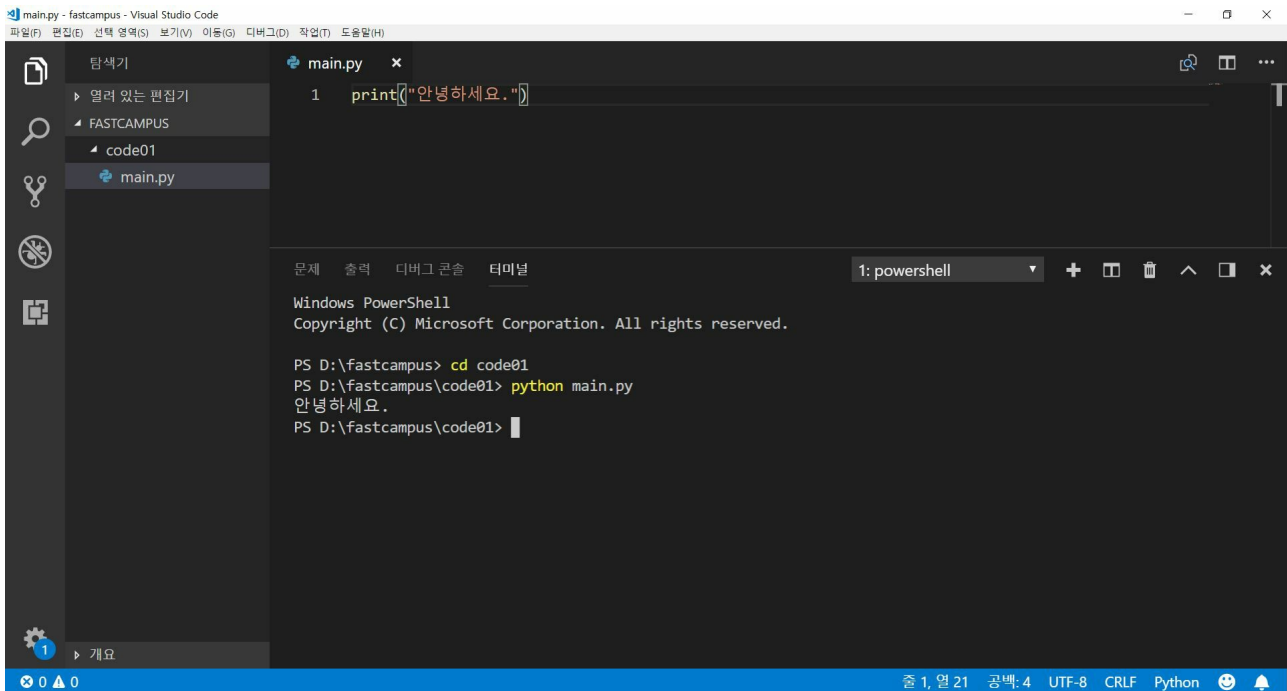 main.py - fastcampus - Visual Studio Code
파일(F) 편집(E) 선택 영역(S) 보기(V) 이동(G) 디버그(D) 작업(T) 도움말(H)
탐색기
열려 있는 편집기
FASTCAMPUS
code01
main.py
개요
main.py
1 print("안녕하세요.")
문제 출력 디버그 콘솔 터미널 1: powershell
Windows PowerShell
Copyright (C) Microsoft Corporation. All rights reserved.
PS D:\fastcampus> cd code01
PS D:\fastcampus\code01> python main.py
안녕하세요.
PS D:\fastcampus\code01>
1
0 0 줄 1, 열 21 공백: 4 UTF-8 CRLF Python